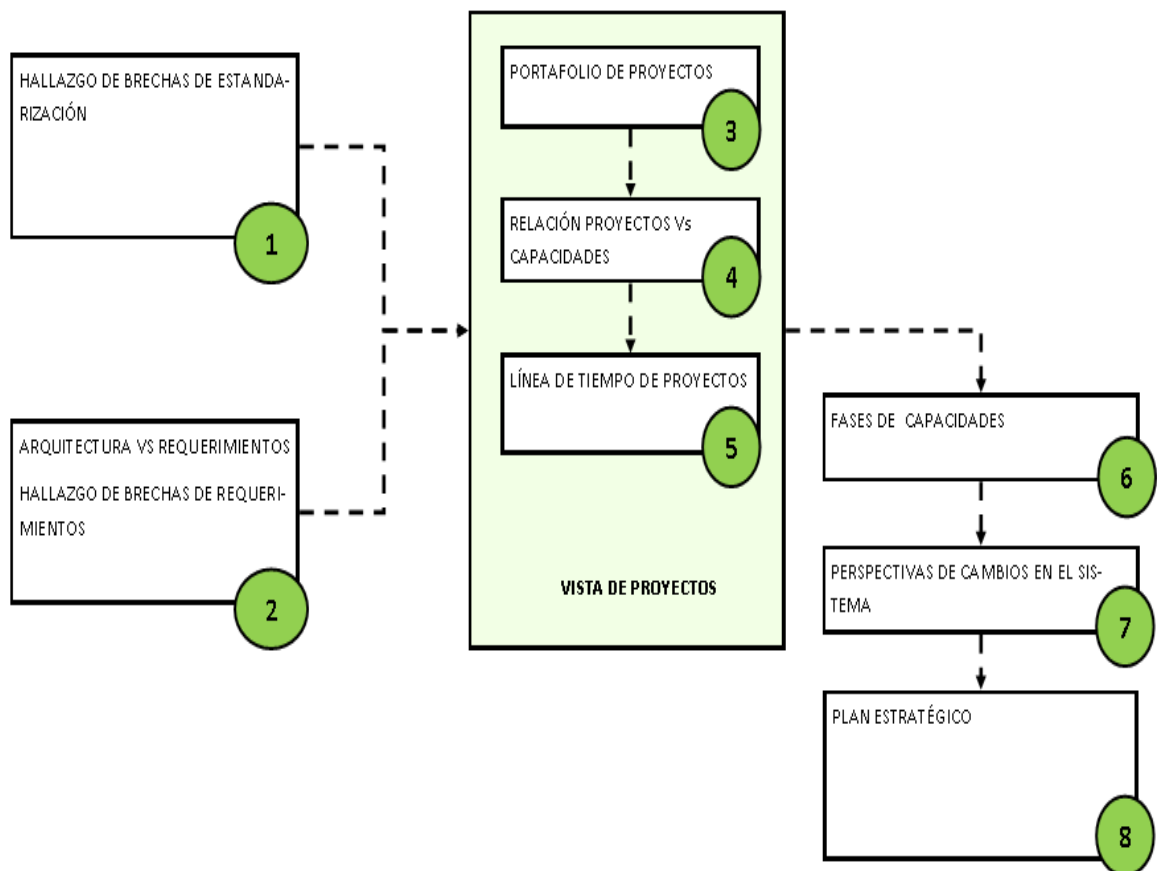 HALLAZGO DE BRECHAS DE ESTANDA-
RIZACIÓN
1
ARQUITECTURA VS REQUERIMIENTOS
HALLAZGO DE BRECHAS DE REQUERI-
MIENTOS
2
PORTAFOLIO DE PROYECTOS
3
RELACIÓN PROYECTOS Vs
CAPACIDADES
4
LÍNEA DE TIEMPO DE PROYECTOS
5
VISTA DE PROYECTOS
FASES DE CAPACIDADES
6
PERSPECTIVAS DE CAMBIOS EN EL SIS-
TEMA
7
PLAN ESTRATÉGICO
8